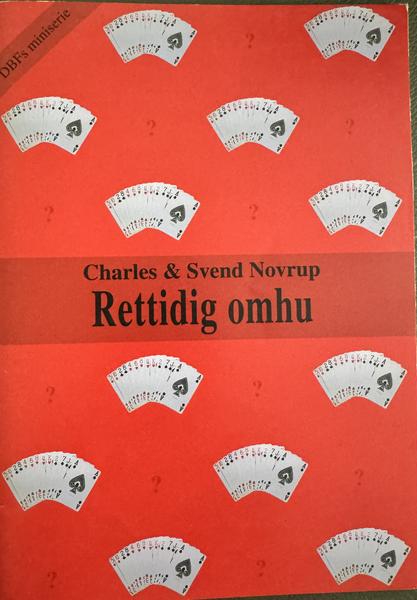 DBFs miniserie
Charles & Svend Novrup
Rettidig omhu